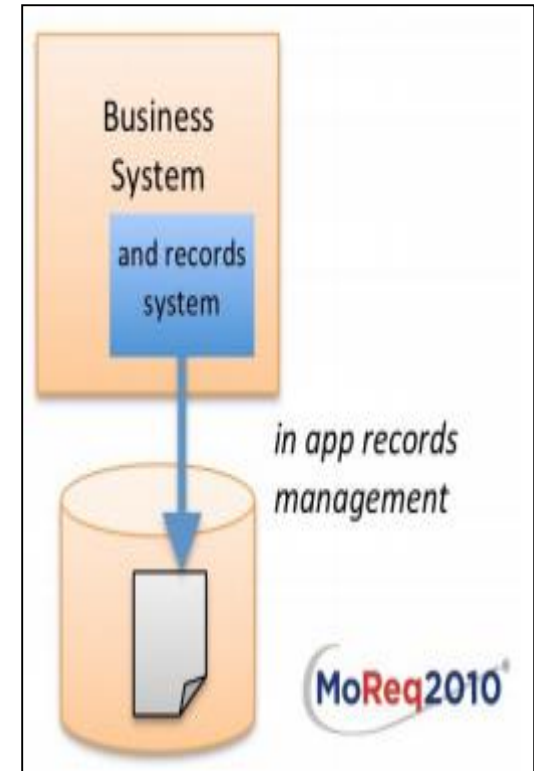 Business
System
and records
system
in app records
management
MoReq2010®